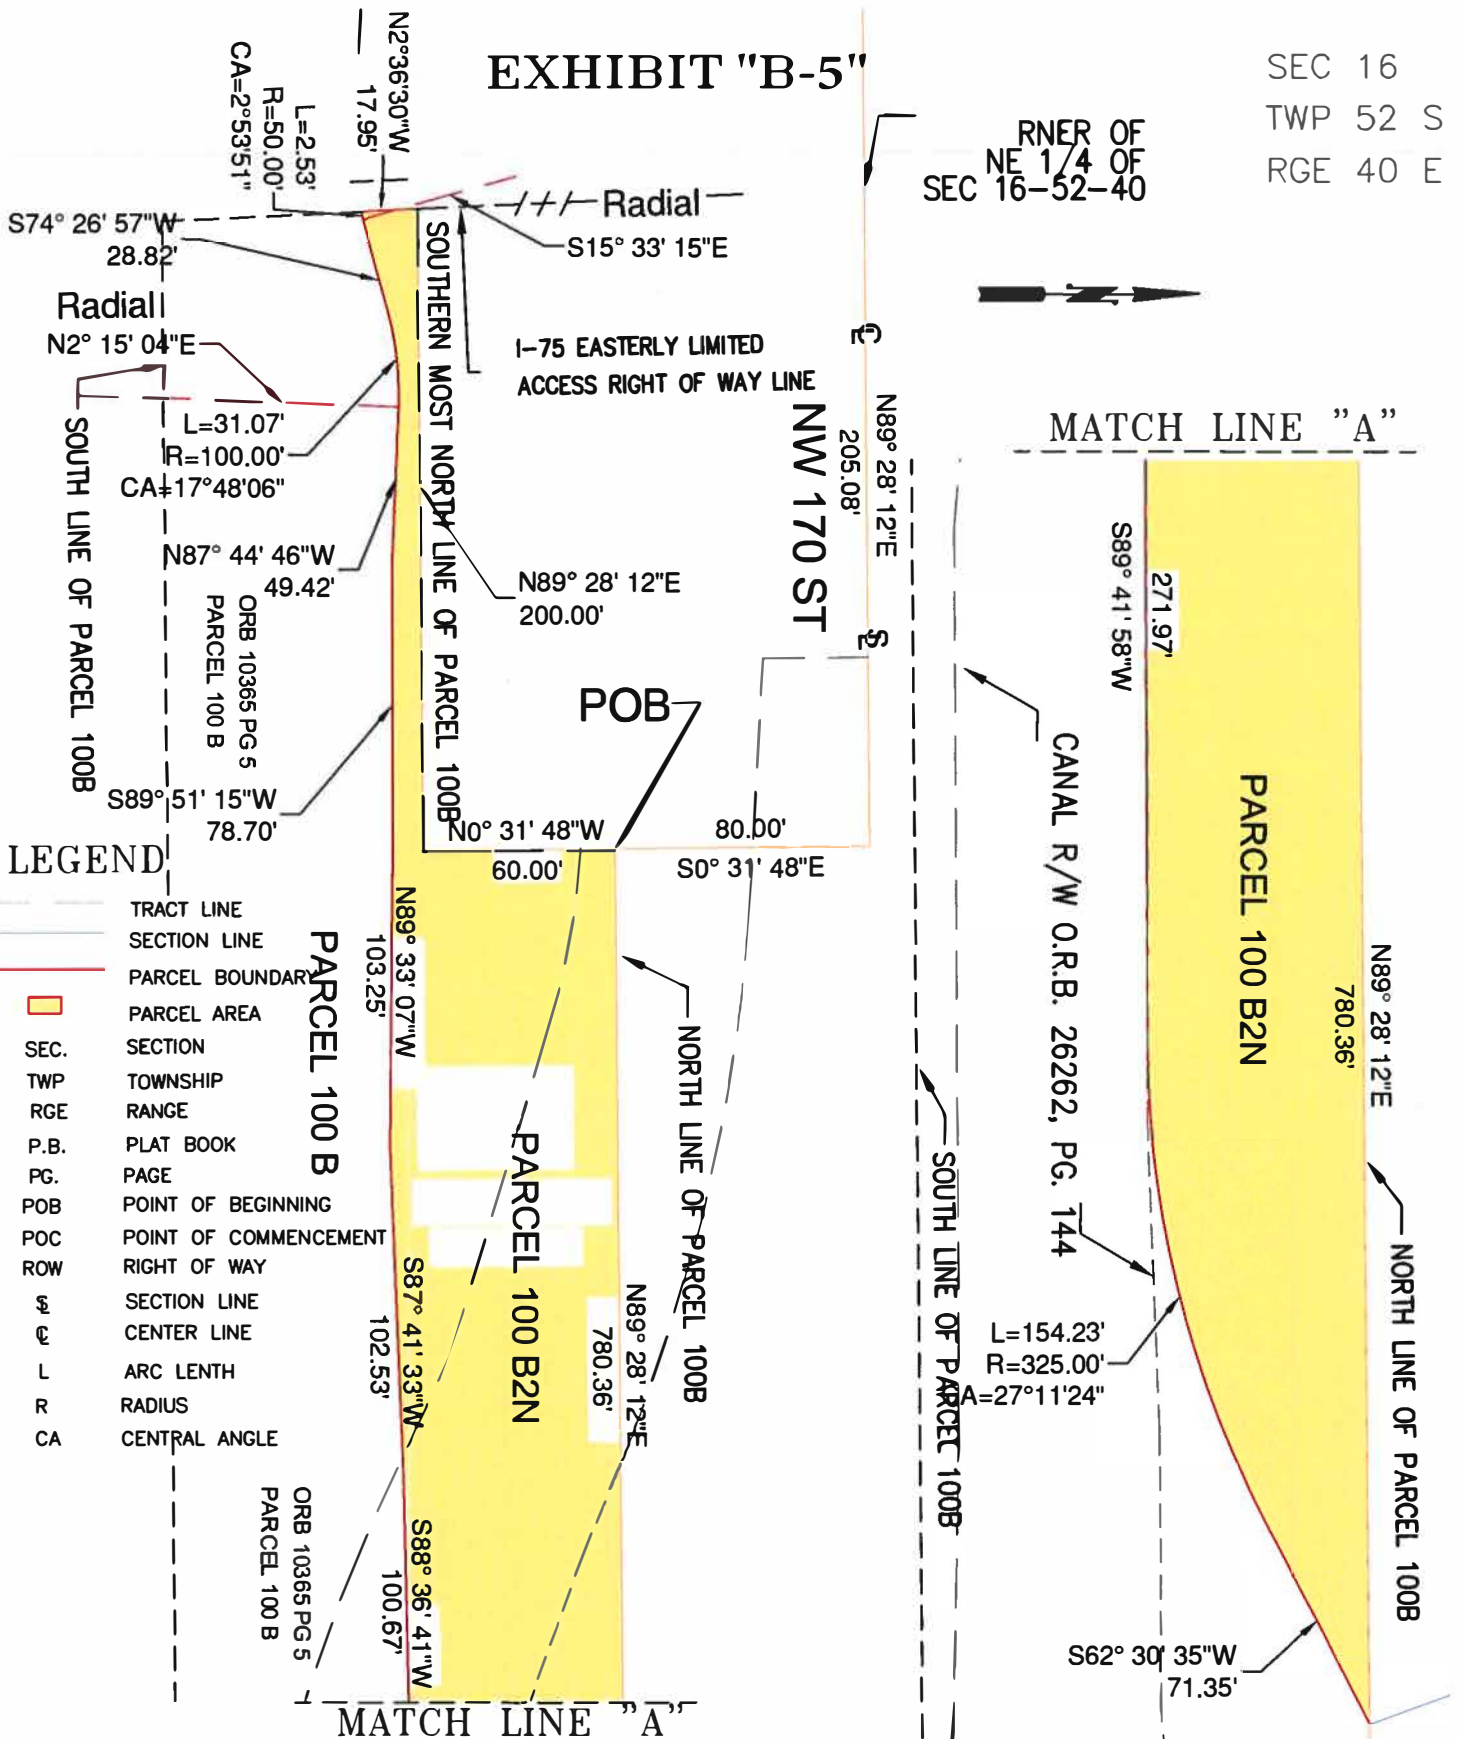 EXHIBIT "B-5"
SEC 16
TWP 52 S
RGE 40 E
N2°36'30"W
17.95'
L=2.53'
R=50.00'
CA=2°53'51"
RNER OF
NE 1/4 OF
SEC 16-52-40
S74° 26' 57"W
28.82'
Radial
S15° 33' 15"E
Radial
N2° 15' 04"E
I-75 EASTERLY LIMITED
ACCESS RIGHT OF WAY LINE
SOUTHERN MOST NORTH LINE OF PARCEL 100B
SOUTH LINE OF PARCEL 100B
L=31.07'
R=100.00'
CA=17°48'06"
N87° 44' 46"W
49.42'
ORB 10365 PG 5
PARCEL 100 B
N89° 28' 12"E
200.00'
NW 170 ST
N89° 28' 12"E
205.08'
POB
S89° 51' 15"W
78.70'
N0° 31' 48"W
60.00'
80.00'
S0° 31' 48"E
MATCH LINE "A"
S89° 41' 58"W
271.97'
CANAL R/W O.R.B. 26262, PG. 144
PARCEL 100 B2N
N89° 28' 12"E
780.36'
NORTH LINE OF PARCEL 100B
L=154.23'
R=325.00'
A=27°11'24"
S62° 30' 35"W
71.35'
LEGEND
TRACT LINE
SECTION LINE
PARCEL BOUNDARY
PARCEL AREA
SEC. SECTION
TWP TOWNSHIP
RGE RANGE
P.B. PLAT BOOK
PG. PAGE
POB POINT OF BEGINNING
POC POINT OF COMMENCEMENT
ROW RIGHT OF WAY
SECTION LINE
CENTER LINE
L ARC LENTH
R RADIUS
CA CENTRAL ANGLE
PARCEL 100 B
N89° 33' 07"W
103.25'
S87° 41' 33"W
102.53'
S88° 36' 41"W
100.67'
PARCEL 100 B2N
N89° 28' 12"E
780.36'
NORTH LINE OF PARCEL 100B
SOUTH LINE OF PARCEL 100B
ORB 10365 PG 5
PARCEL 100 B
MATCH LINE "A"